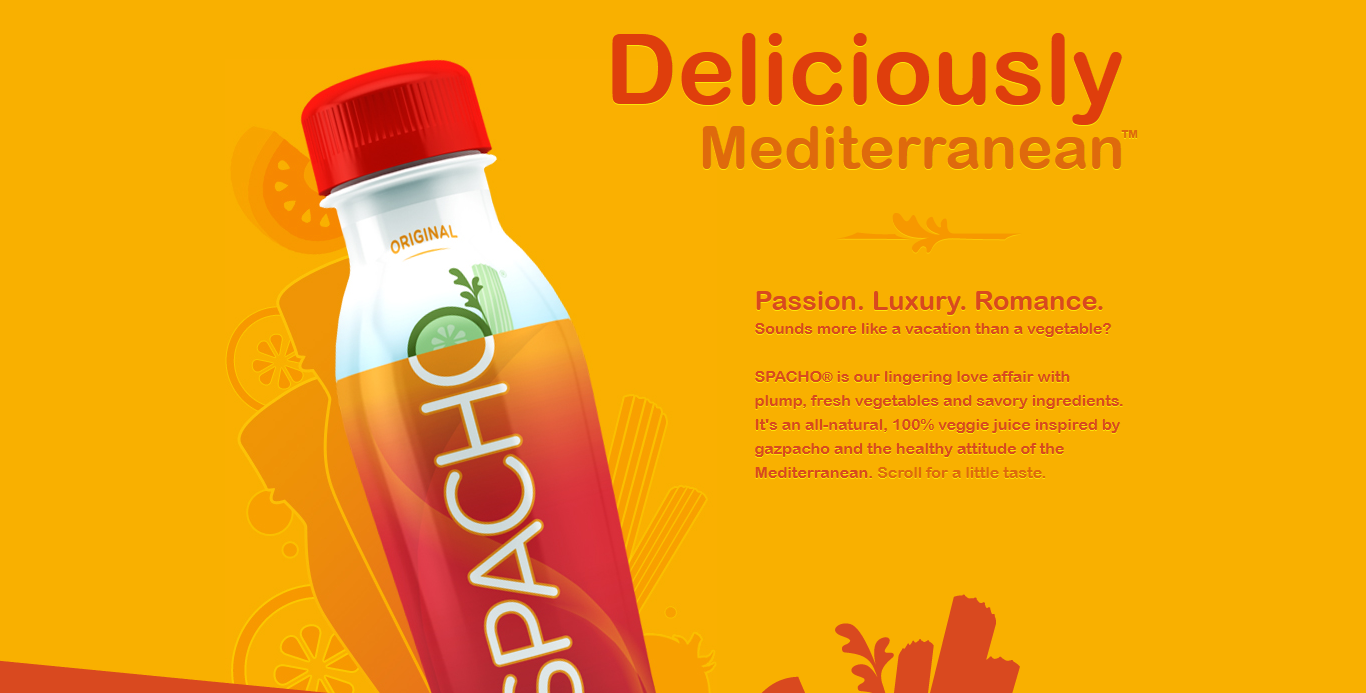 Deliciously
Mediterranean™
ORIGINAL
SPACHO
Passion. Luxury. Romance.
Sounds more like a vacation than a vegetable?
SPACHO® is our lingering love affair with
plump, fresh vegetables and savory ingredients.
It's an all-natural, 100% veggie juice inspired by
gazpacho and the healthy attitude of the
Mediterranean. Scroll for a little taste.